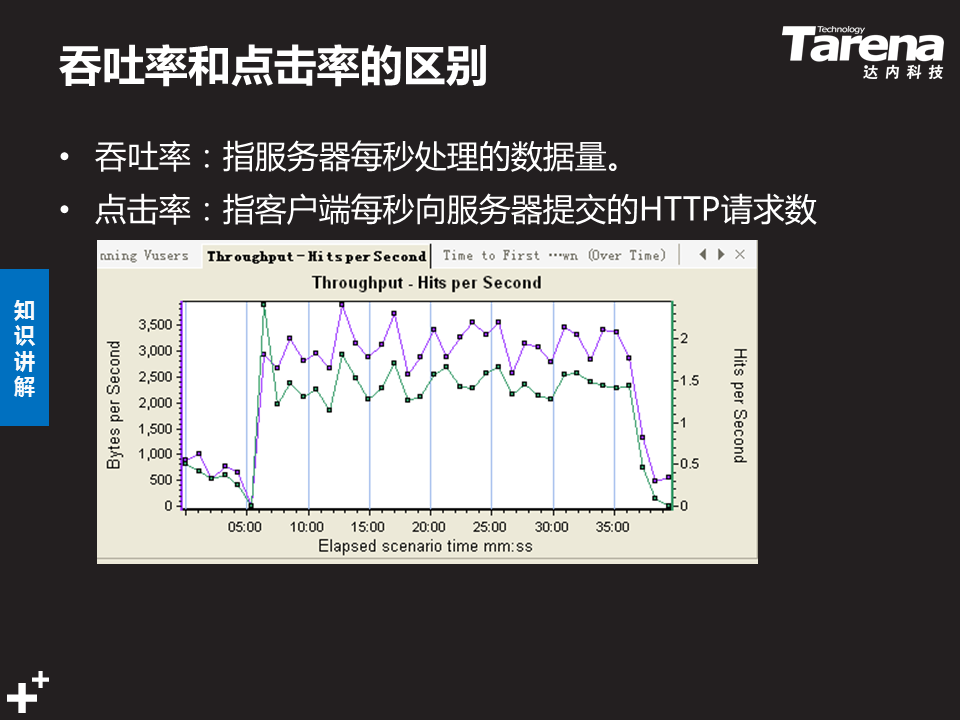 吞吐率和点击率的区别
Technology
Tarena
达内科技
• 吞吐率：指服务器每秒处理的数据量。
• 点击率：指客户端每秒向服务器提交的HTTP请求数
知识讲解
nning Vusers
Throughput-Hits per Second
Time to First ...wn (Over Time)
Throughput - Hits per Second
Bytes per Second
3,500
3,000
2,500
2,000
1,500
1,000
500
0
2
1.5
1
0.5
0
Hits per Second
05:00 10:00 15:00 20:00 25:00 30:00 35:00
Elapsed scenario time mm:ss